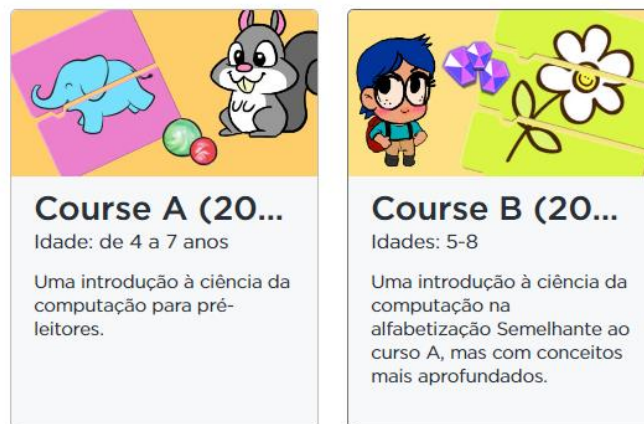 Course A (20...
Idade: de 4 a 7 anos
Uma introdução à ciência da
computação para pré-
leitores.
Course B (20...
Idades: 5-8
Uma introdução à ciência da
computação na
alfabetização Semelhante ao
curso A, mas com conceitos
mais aprofundados.